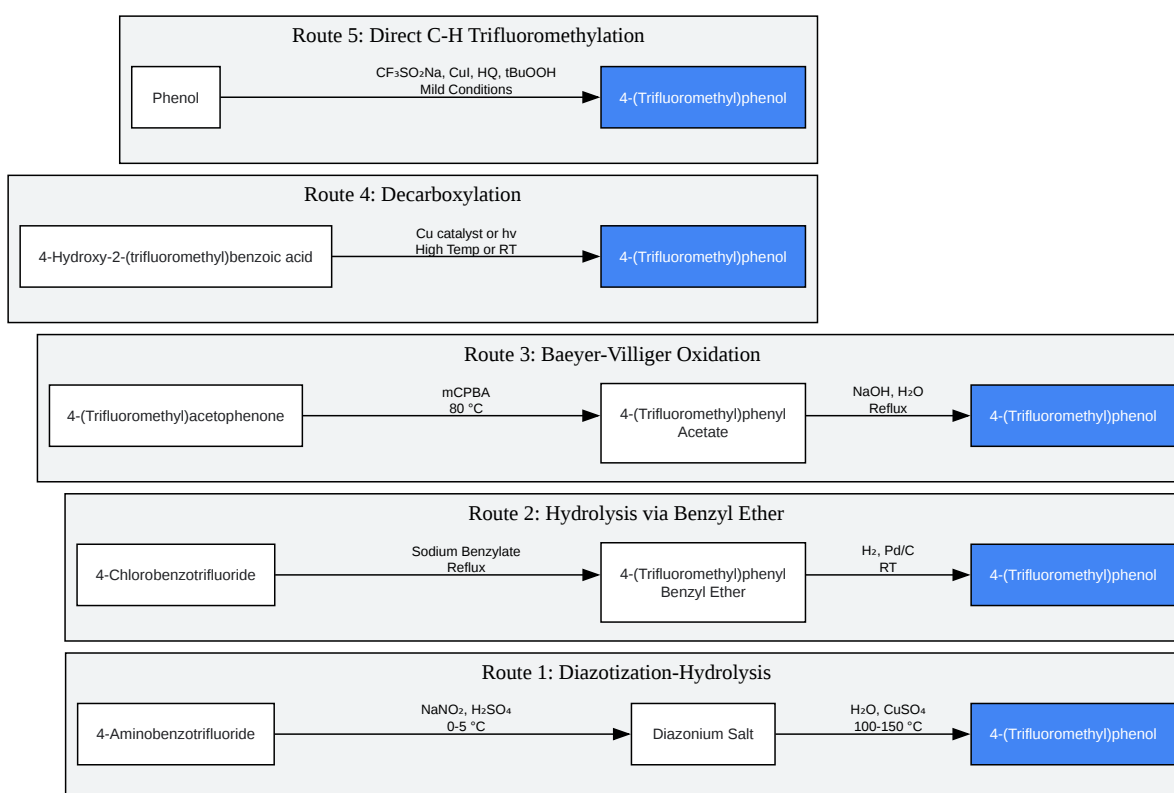 Route 5: Direct C-H Trifluoromethylation
Phenol
CF₃SO₂Na, CuI, HQ, tBuOOH
Mild Conditions
4-(Trifluoromethyl)phenol
Route 4: Decarboxylation
4-Hydroxy-2-(trifluoromethyl)benzoic acid
Cu catalyst or hv
High Temp or RT
4-(Trifluoromethyl)phenol
Route 3: Baeyer-Villiger Oxidation
4-(Trifluoromethyl)acetophenone
mCPBA
80 °C
4-(Trifluoromethyl)phenyl
Acetate
NaOH, H₂O
Reflux
4-(Trifluoromethyl)phenol
Route 2: Hydrolysis via Benzyl Ether
4-Chlorobenzotrifluoride
Sodium Benzylate
Reflux
4-(Trifluoromethyl)phenyl
Benzyl Ether
H₂, Pd/C
RT
4-(Trifluoromethyl)phenol
Route 1: Diazotization-Hydrolysis
4-Aminobenzotrifluoride
NaNO₂, H₂SO₄
0-5 °C
Diazonium Salt
H₂O, CuSO₄
100-150 °C
4-(Trifluoromethyl)phenol